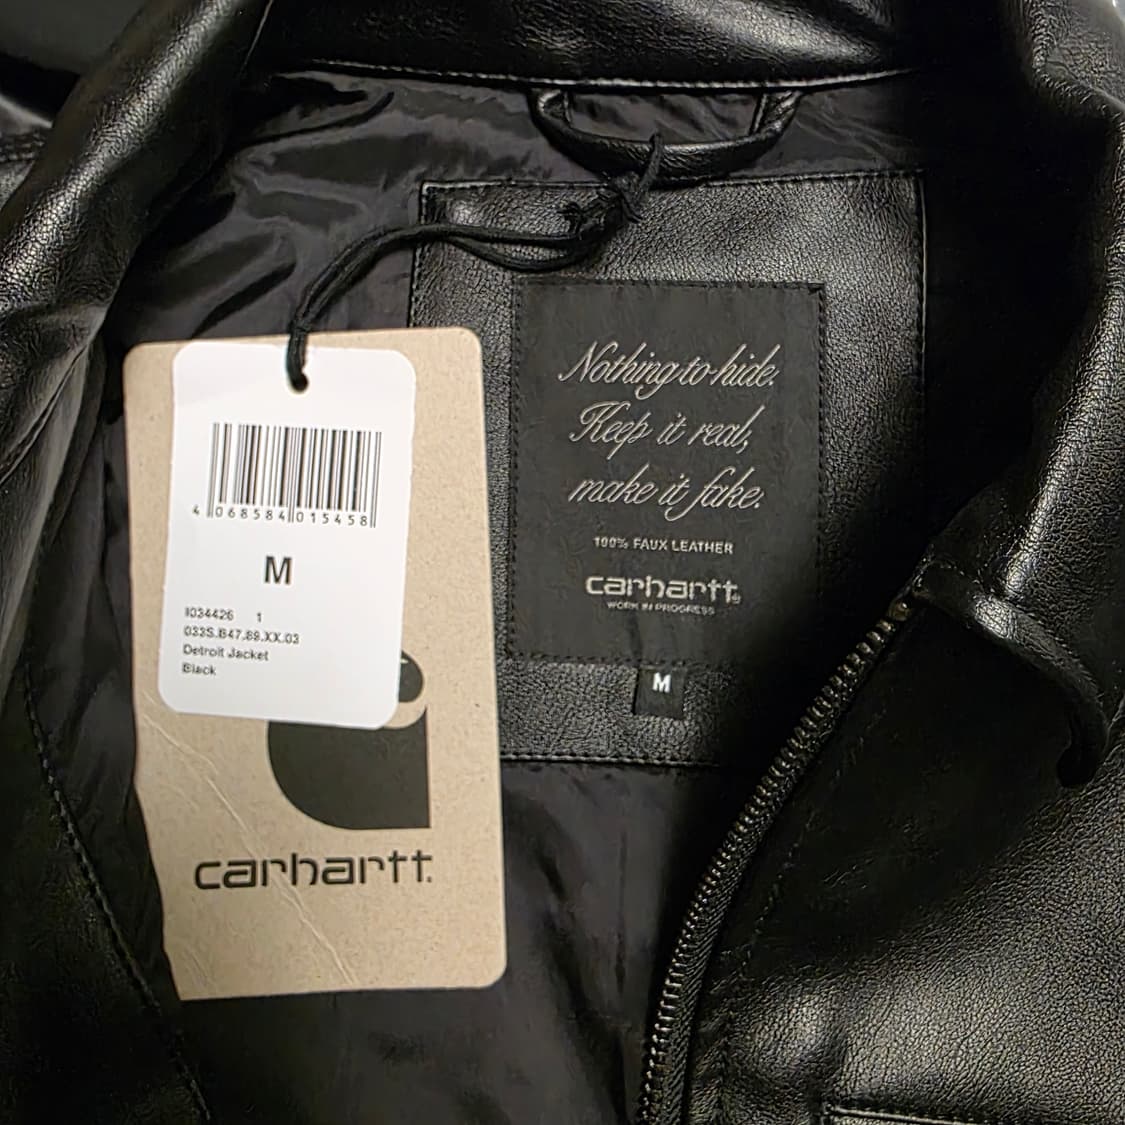 4 068584 015458
M
I034426 1
033S.B47.89.XX.03
Detroit Jacket
Black
carhartt.
Nothing to hide.
Keep it real,
make it fake.
100% FAUX LEATHER
carhartt®
WORK IN PROGRESS
M